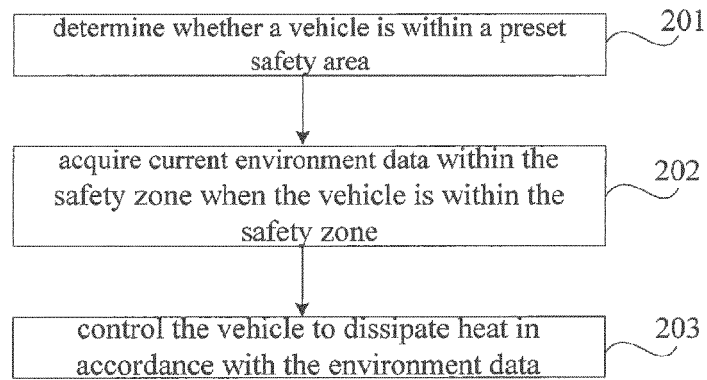 determine whether a vehicle is within a preset
safety area
201
acquire current environment data within the
safety zone when the vehicle is within the
safety zone
202
control the vehicle to dissipate heat in
accordance with the environment data
203